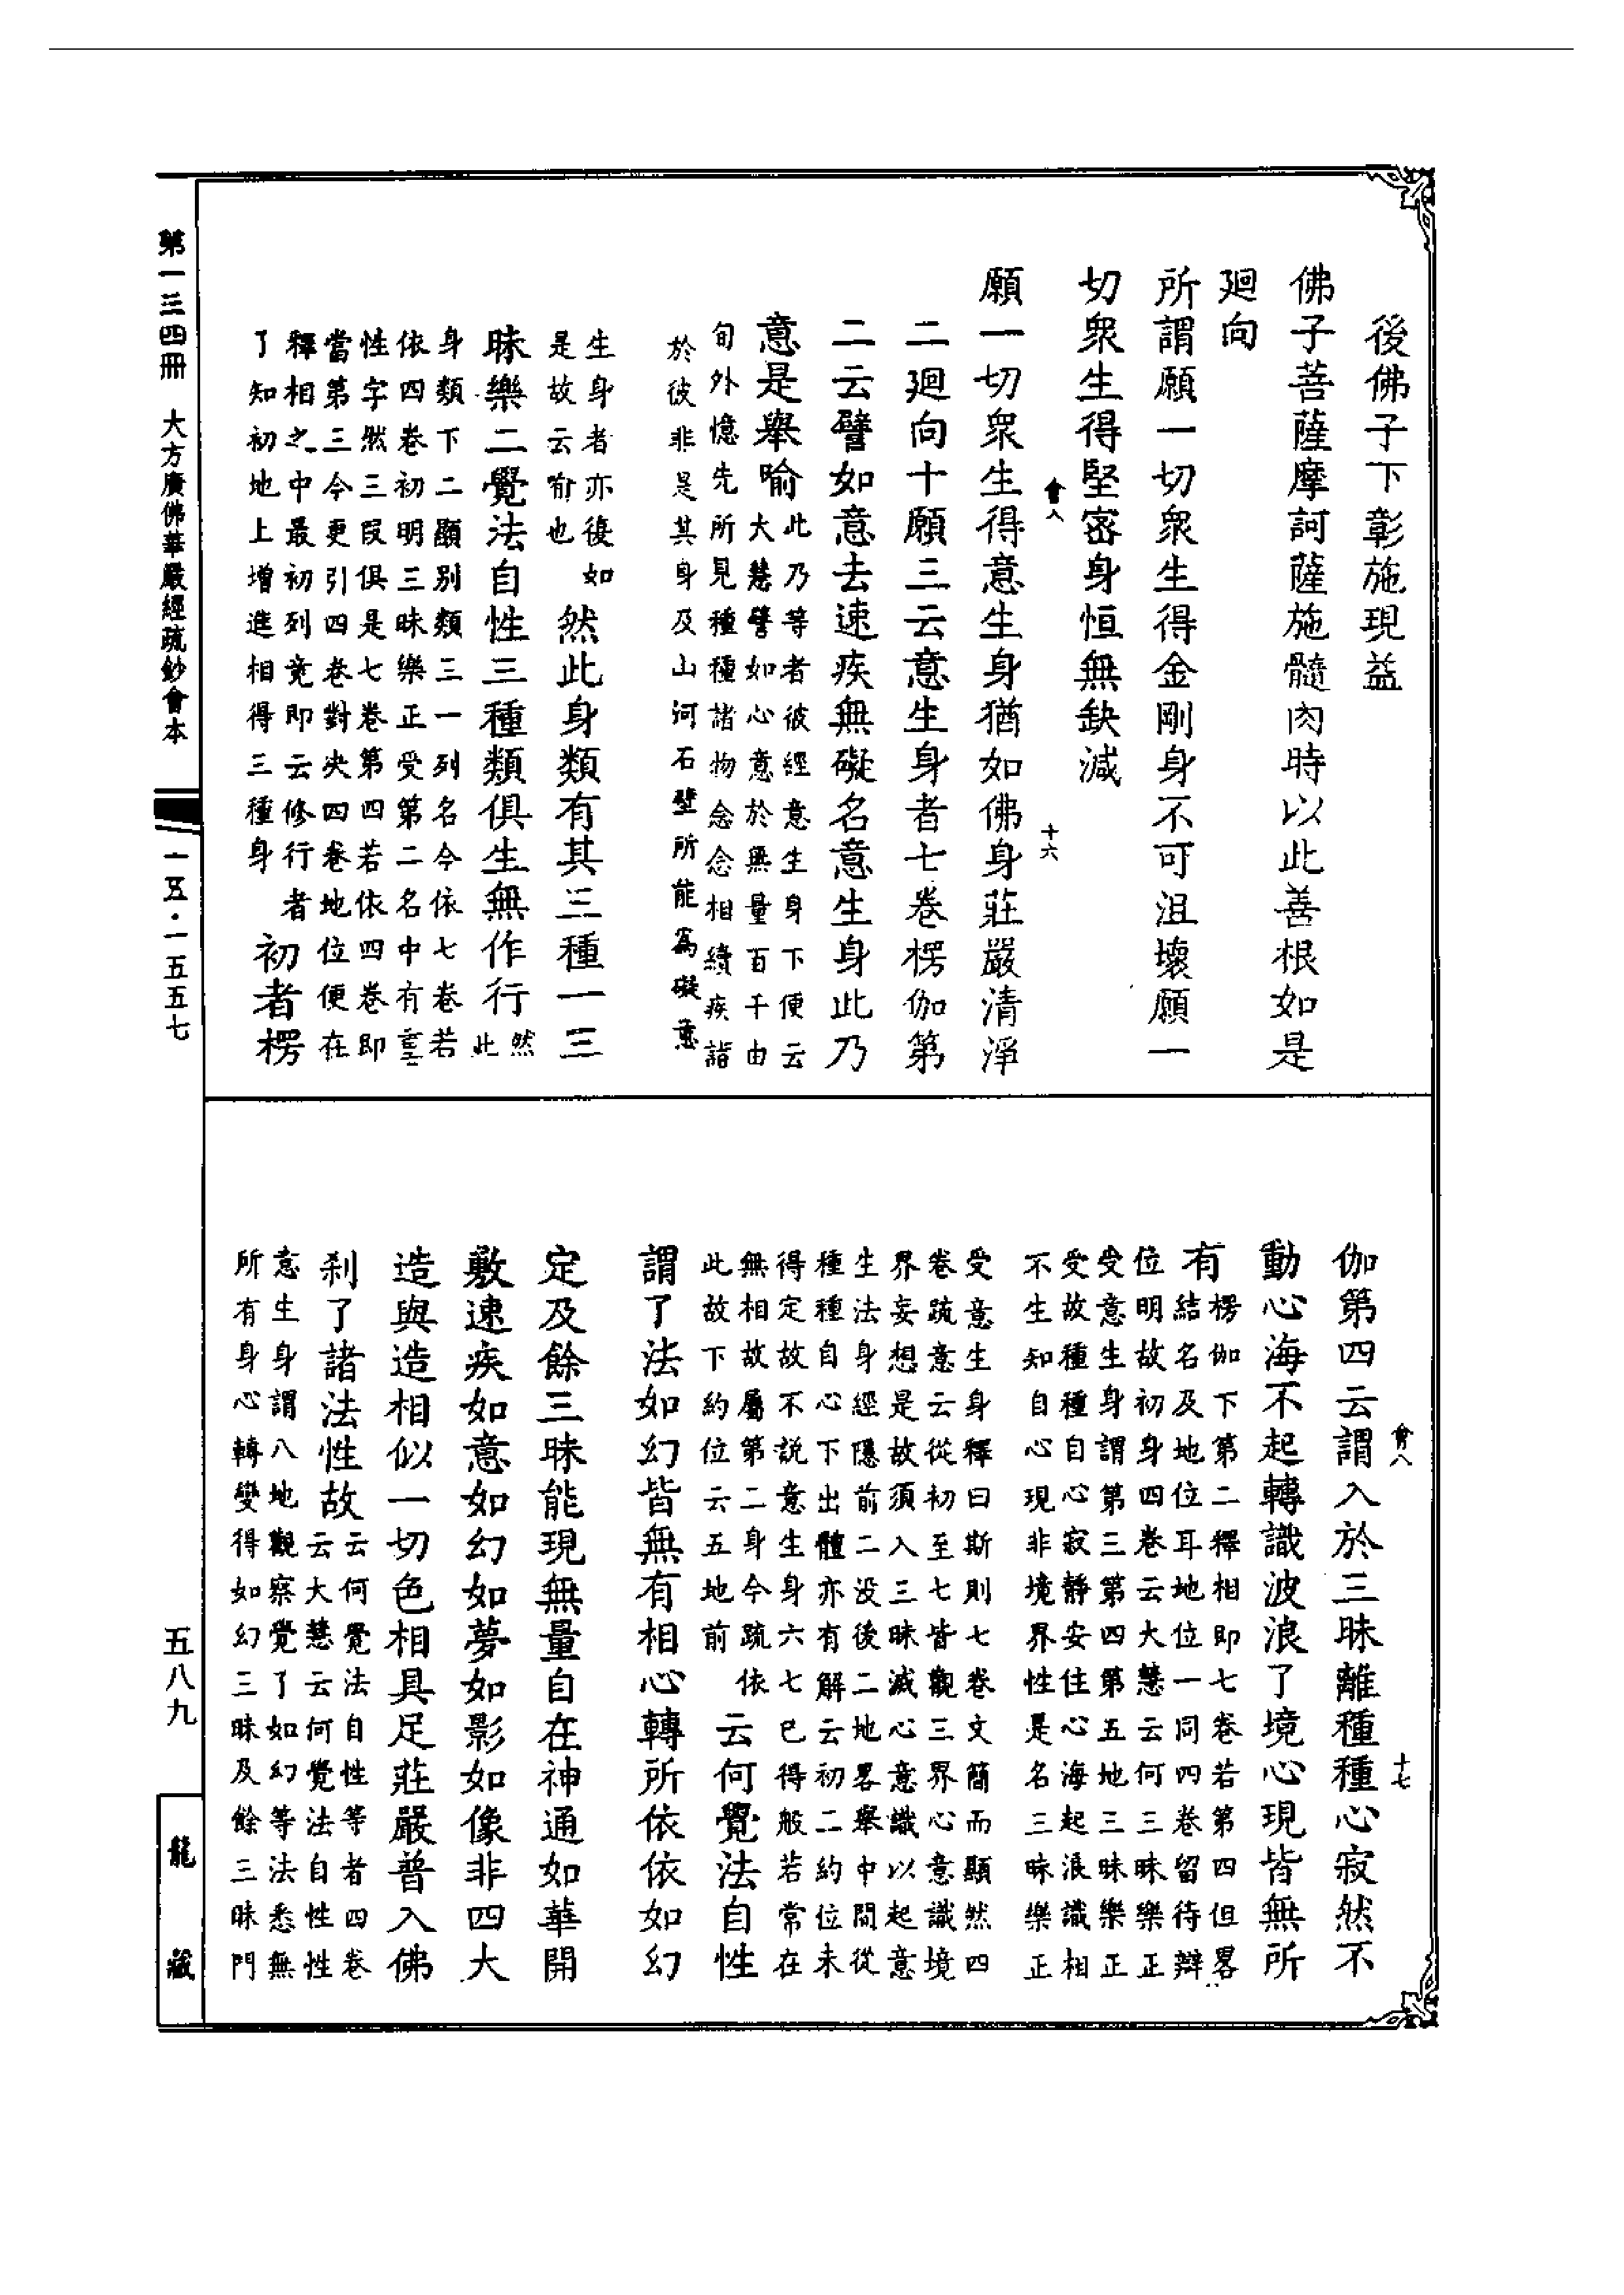 後佛子下彰施現益
佛子菩薩摩訶薩施髓肉時以此善根如是
廻向
所謂願一切衆生得金剛身不可沮壞願一
切衆生得堅密身恒無缺減
會八 十六
願一切衆生得意生身猶如佛身莊嚴清淨
二廻向十願三云意生身者七卷楞伽第
二云譬如意去速疾無礙名意生身此乃
意是舉喻
此乃等者彼經意生身下便云
大慧譬如心意於無量百千由
旬外憶先所見種種諸物念念相續疾詣
於彼非是其身及山河石壁所能爲礙意
生身者亦復如
是故云喻也
然此身類有其三種一三
昧樂二覺法自性三種類俱生無作行
然
此
身類下二顯別類三一列名今依七卷若
依四卷初明三昧樂正受第二名中有重
性字然三段俱是七卷第四若依四卷即
當第三今更引四卷對決四卷地位便在
釋相之中最初列竟即云修行者
了知初地上增進相得三種身
初者楞
會八 十七
伽第四云謂入於三昧離種種心寂然不
動心海不起轉識波浪了境心現皆無所
有
楞伽下第二釋相即七卷若第四但畧
結名及地位耳地位一同四卷留待辯
位明故初身四卷云大慧云何三昧樂正
受意生身謂第三第四第五地三昧樂正
受故種種自心寂靜安住心海起浪識相
不生知自心現非境界性是名三昧樂正
受意生身釋曰斯則七卷文簡而顯然四
卷疏意云從初至七皆觀三界心意識境
界妄想是故須入三昧滅心意識以起意
生法身經隱前二没後二地畧舉中間從
種種自心下出體亦有解云初二約位未
得定故不説意生身六七已得般若常在
無相故屬第二身今疏依
此故下約位云五地前
云何覺法自性
謂了法如幻皆無有相心轉所依依如幻
定及餘三昧能現無量自在神通如華開
敷速疾如意如幻如夢如影如像非四大
造與造相似一切色相具足莊嚴普入佛
刹了諸法性故
云何覺法自性等者四卷
云大慧云何覺法自性性
意生身謂八地觀察覺了如幻等法悉無
所有身心轉變得如幻三昧及餘三昧門
第一三四冊 大方廣佛華嚴經疏鈔會本
一五·一五五七
五八九
龍藏